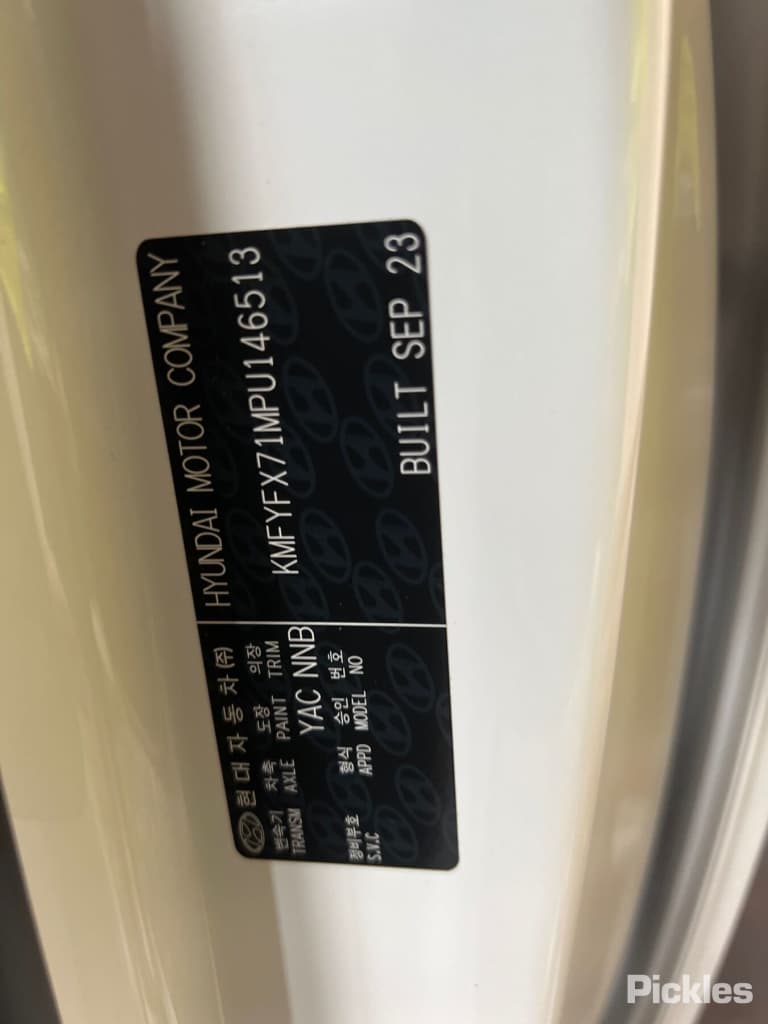 현대자동차(주)
변속기 차축 도장 의장
TRANSM AXLE PAINT TRIM
YAC NNB
형식 승인 번호
APPD MODEL NO
정비부호
S.V.C
HYUNDAI MOTOR COMPANY
KMFYFX71MPU146513
BUILT SEP 23
Pickles